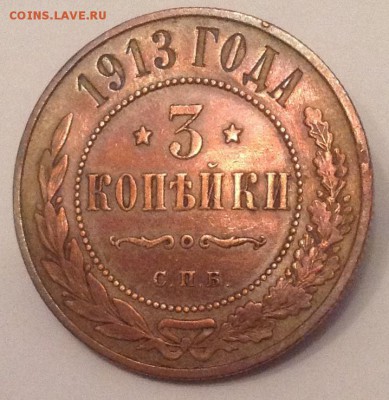 COINS.LAVE.RU
1913 ГОДА
3
КОПѢЙКИ
С.П.Б.